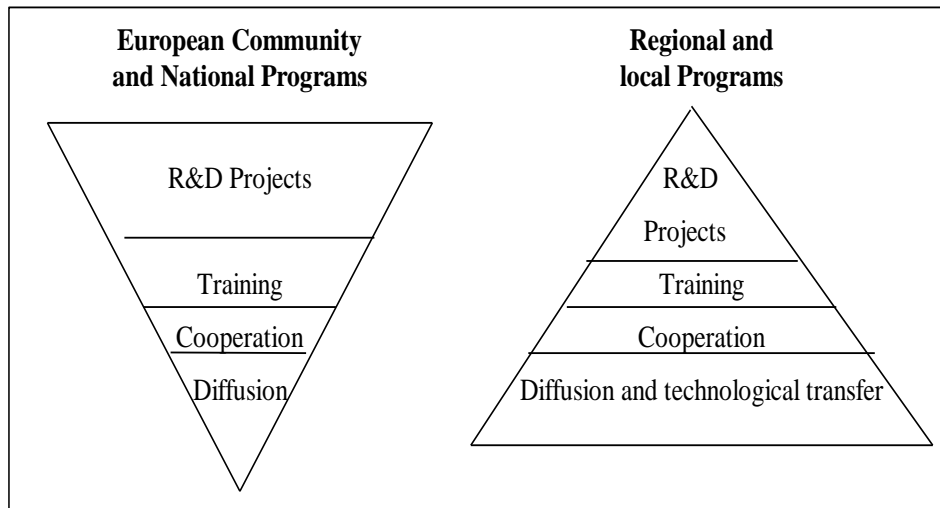 European Community
and National Programs
R&D Projects
Training
Cooperation
Diffusion
Regional and
local Programs
R&D
Projects
Training
Cooperation
Diffusion and technological transfer